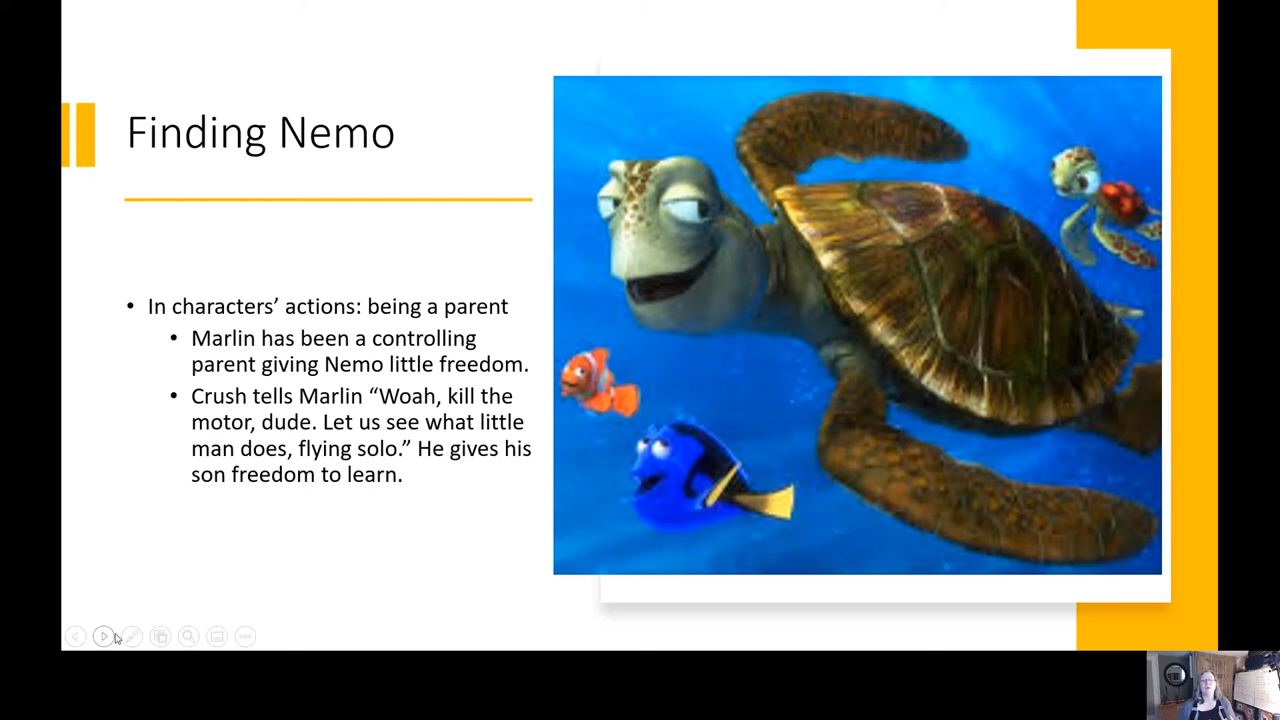 Finding Nemo
• In characters’ actions: being a parent
• Marlin has been a controlling
parent giving Nemo little freedom.
• Crush tells Marlin “Woah, kill the
motor, dude. Let us see what little
man does, flying solo.” He gives his
son freedom to learn.